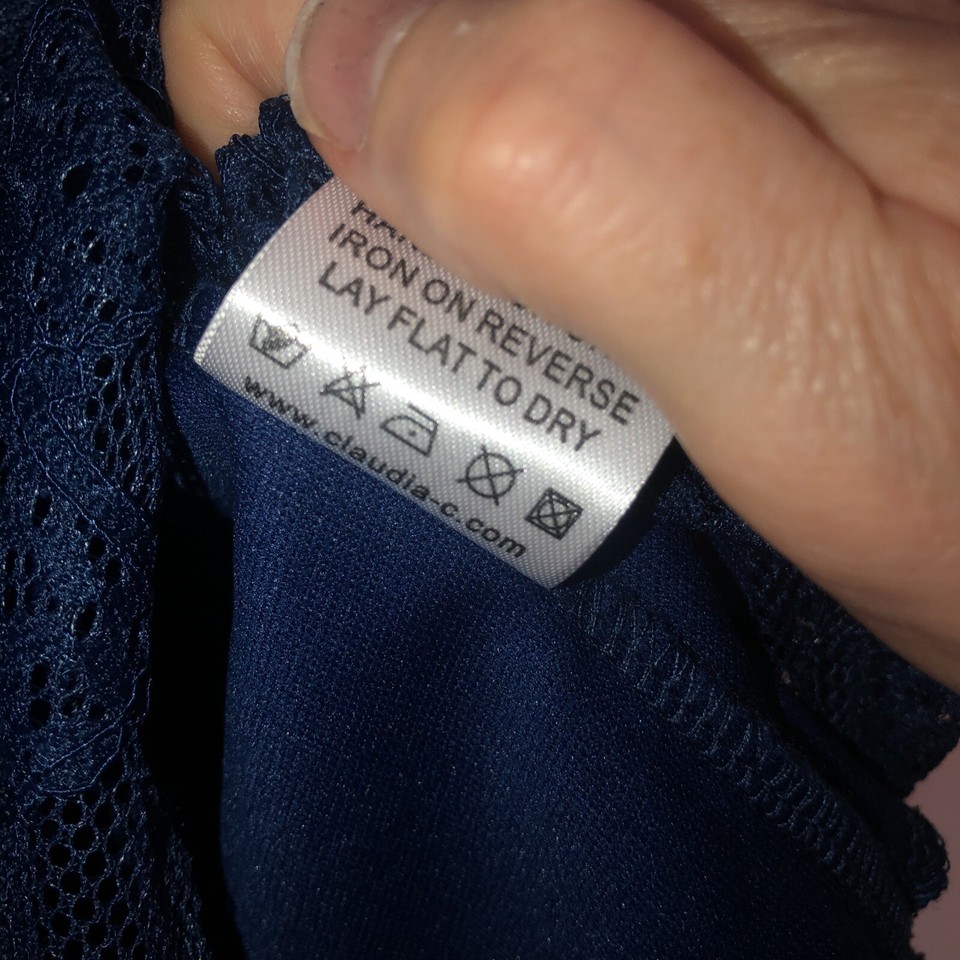 IRON ON REVERSE
LAY FLAT TO DRY
www.claudia-c.com